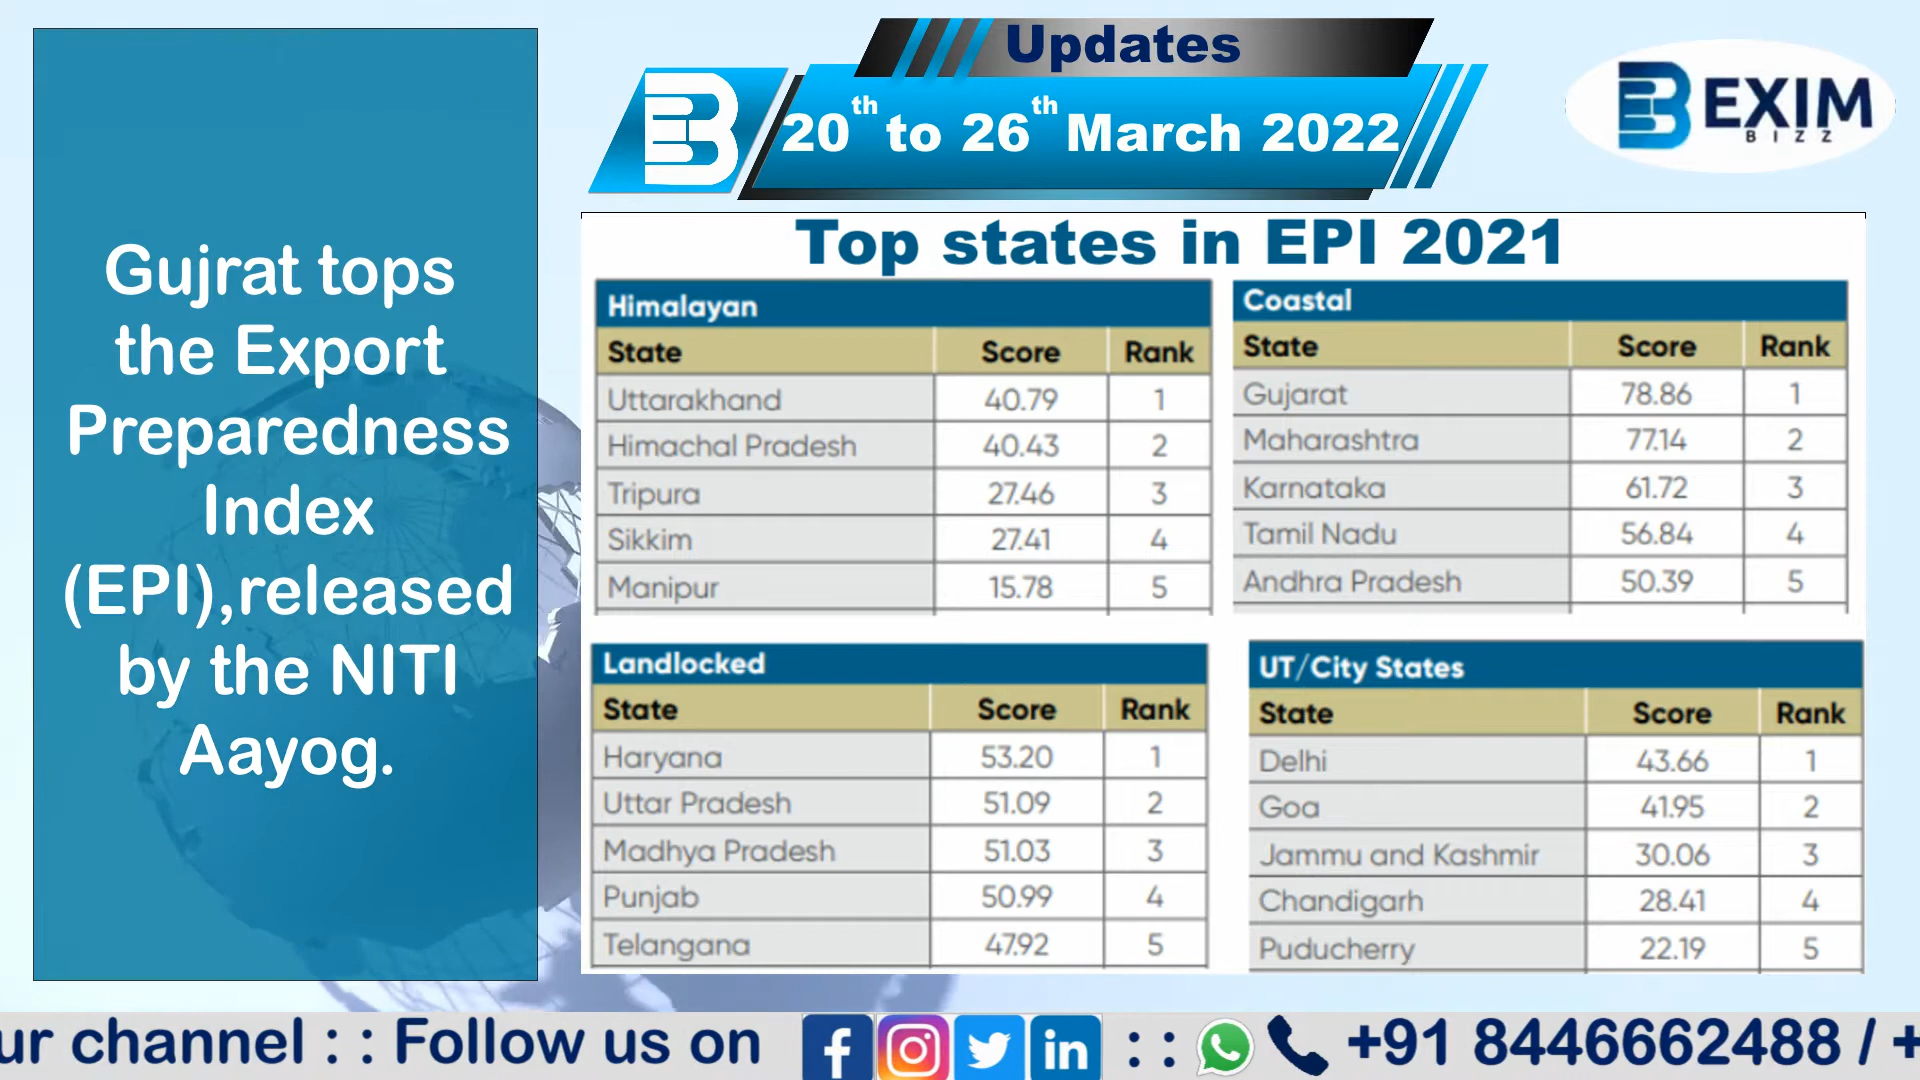 Updates
20th to 26th March 2022
EXIM
BIZZ
Gujrat tops
the Export
Preparedness
Index
(EPI),released
by the NITI
Aayog.
Top states in EPI 2021
Himalayan
State Score Rank
Uttarakhand 40.79 1
Himachal Pradesh 40.43 2
Tripura 27.46 3
Sikkim 27.41 4
Manipur 15.78 5
Coastal
State Score Rank
Gujarat 78.86 1
Maharashtra 77.14 2
Karnataka 61.72 3
Tamil Nadu 56.84 4
Andhra Pradesh 50.39 5
Landlocked
State Score Rank
Haryana 53.20 1
Uttar Pradesh 51.09 2
Madhya Pradesh 51.03 3
Punjab 50.99 4
Telangana 47.92 5
UT/City States
State Score Rank
Delhi 43.66 1
Goa 41.95 2
Jammu and Kashmir 30.06 3
Chandigarh 28.41 4
Puducherry 22.19 5
ur channel : : Follow us on : : +91 8446662488 / +